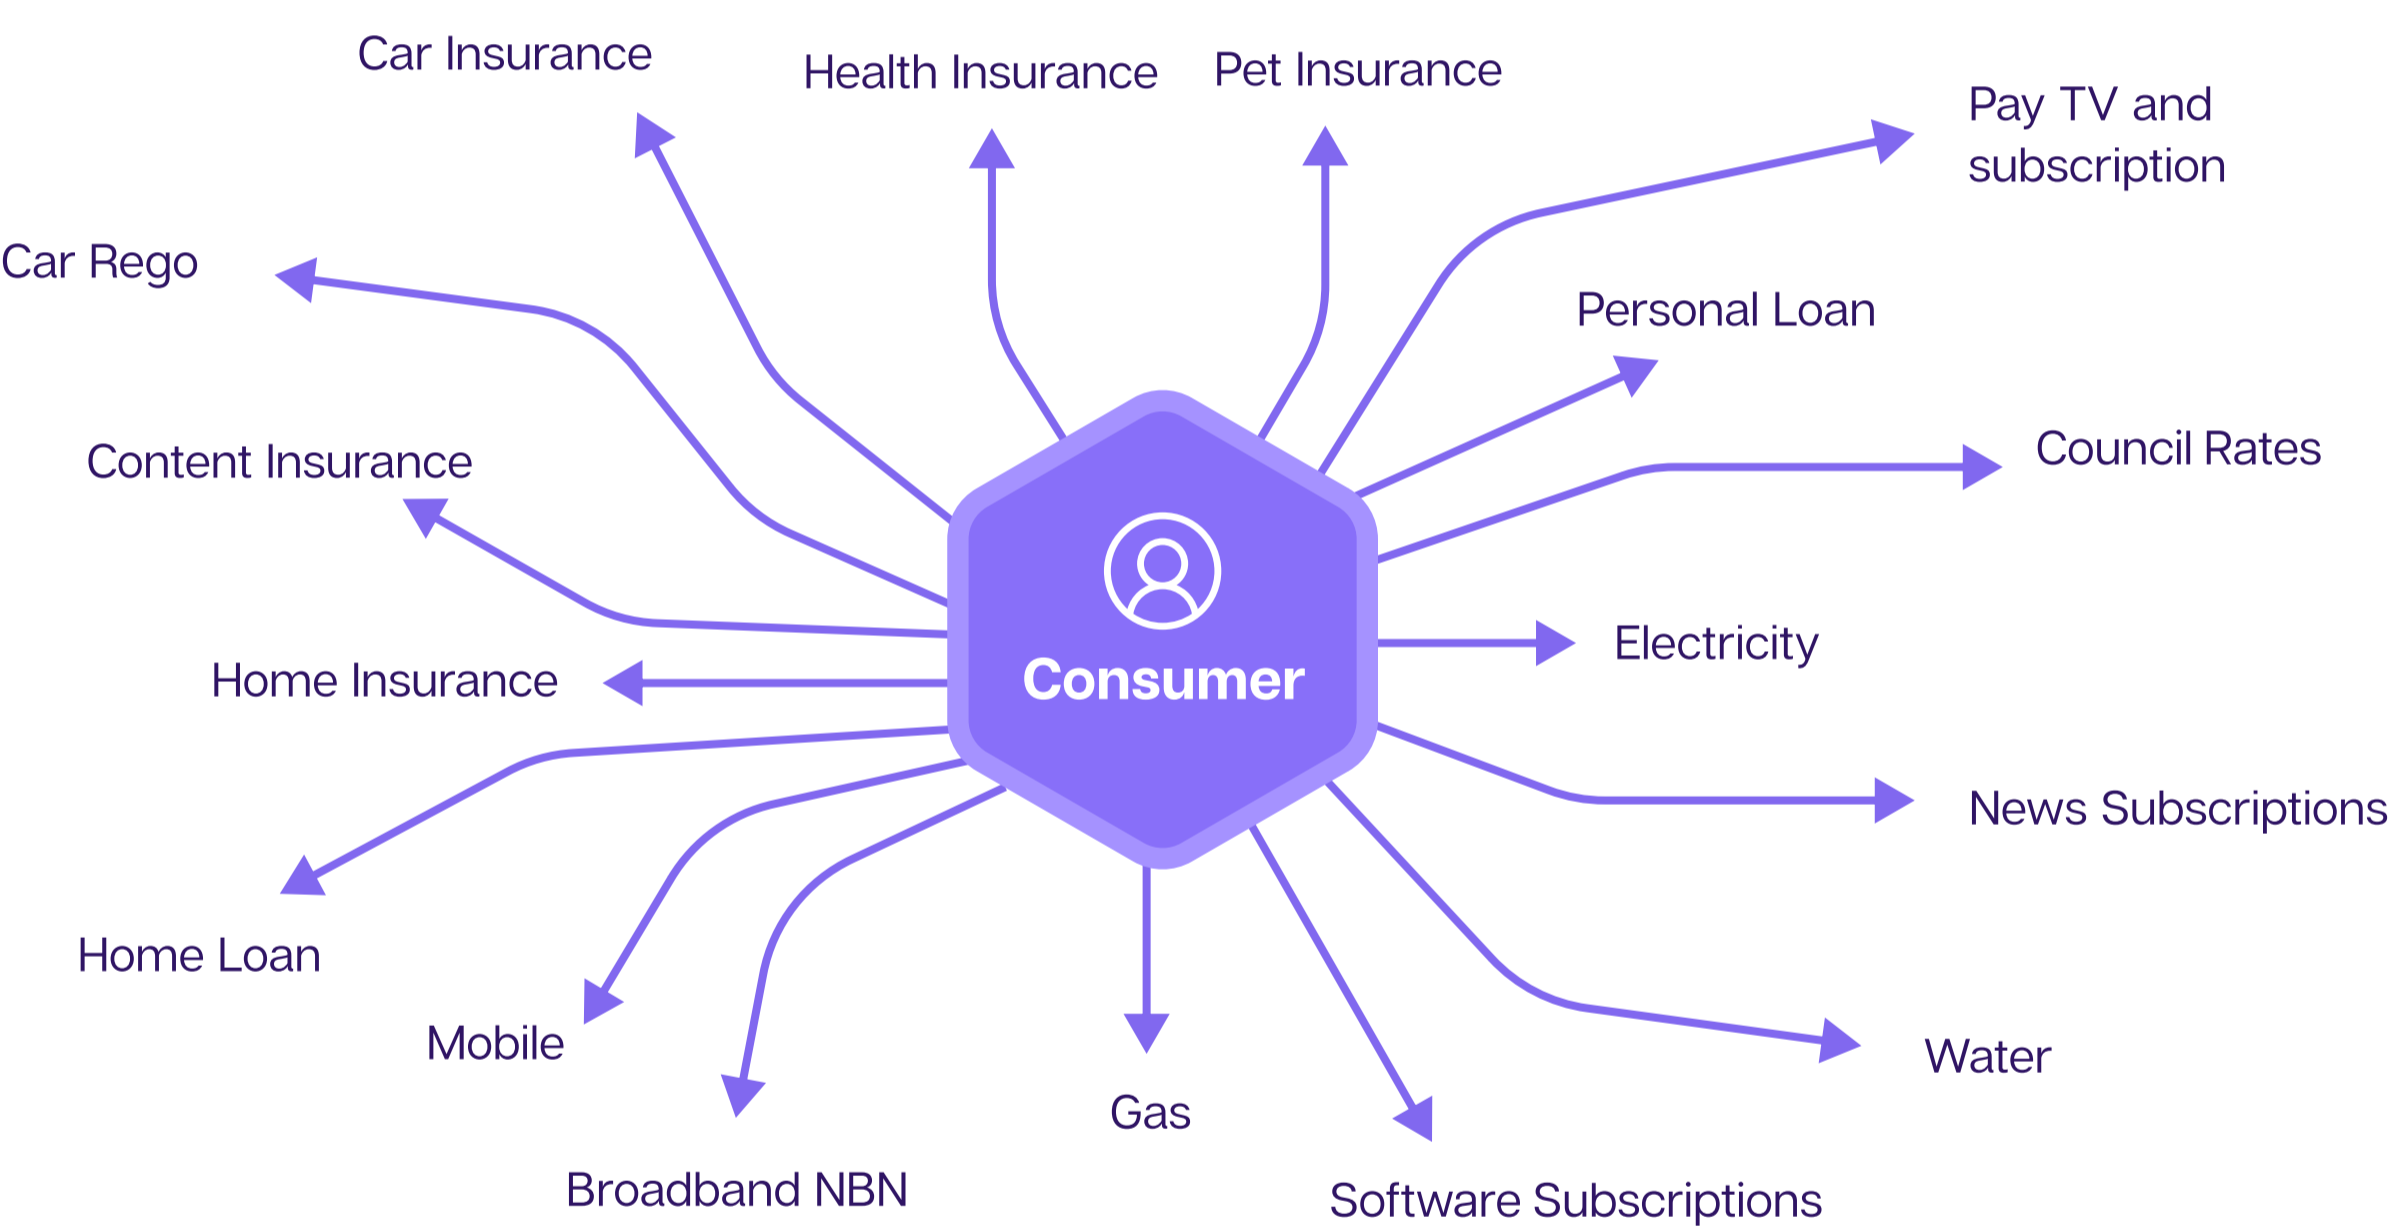 Car Insurance
Health Insurance
Pet Insurance
Pay TV and
subscription
Car Rego
Personal Loan
Content Insurance
Council Rates
Electricity
Consumer
Home Insurance
News Subscriptions
Home Loan
Mobile
Water
Gas
Broadband NBN
Software Subscriptions